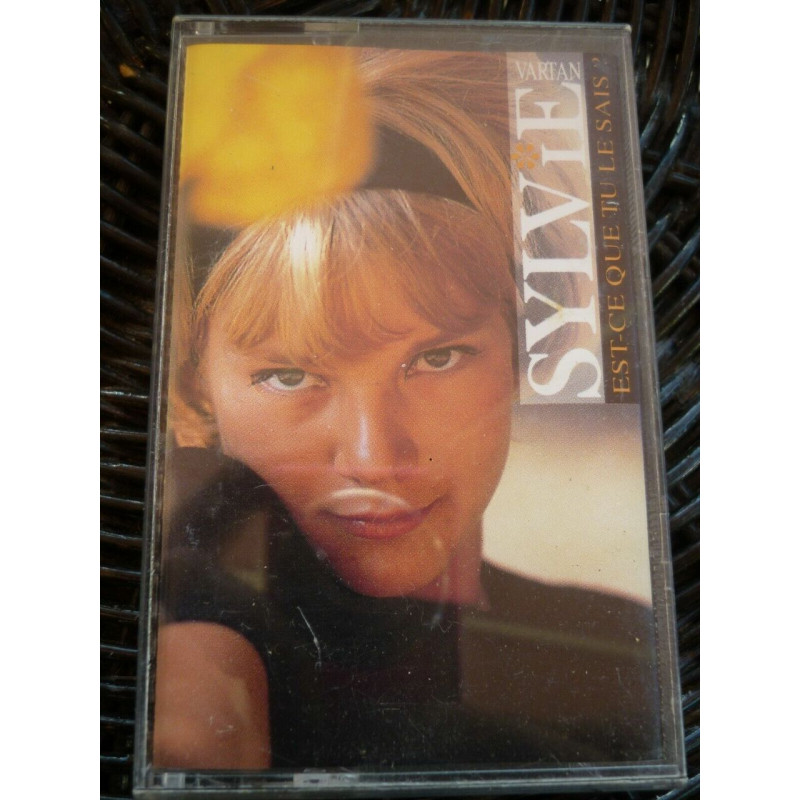 VARTAN
SYLViE
EST-CE QUE TU LE SAIS ?